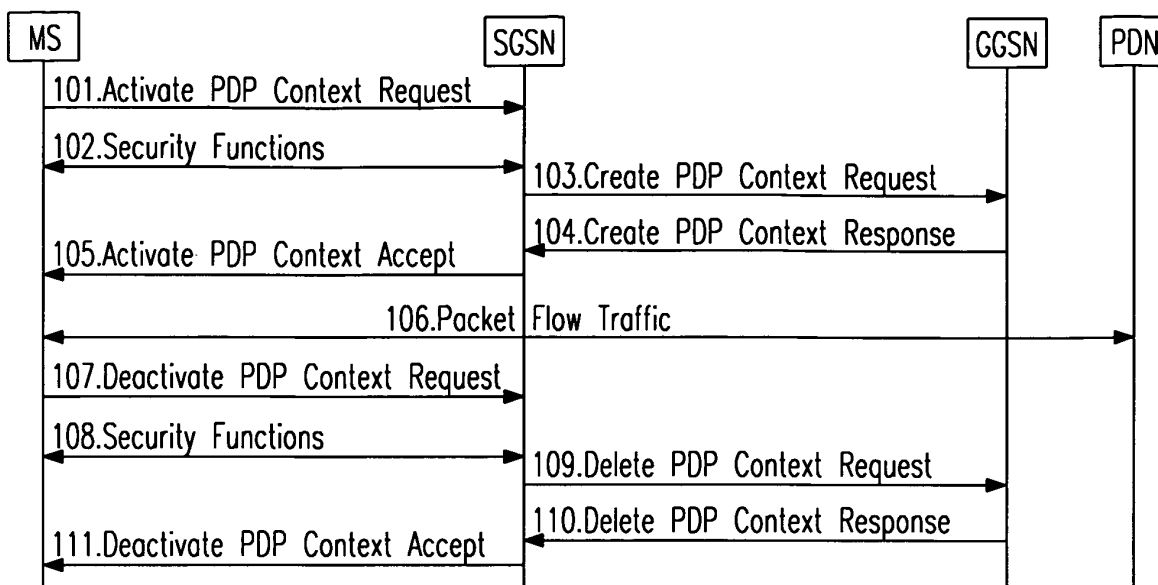 MS
SGSN
GGSN
PDN
101.Activate PDP Context Request
102.Security Functions
103.Create PDP Context Request
104.Create PDP Context Response
105.Activate PDP Context Accept
106.Packet Flow Traffic
107.Deactivate PDP Context Request
108.Security Functions
109.Delete PDP Context Request
110.Delete PDP Context Response
111.Deactivate PDP Context Accept